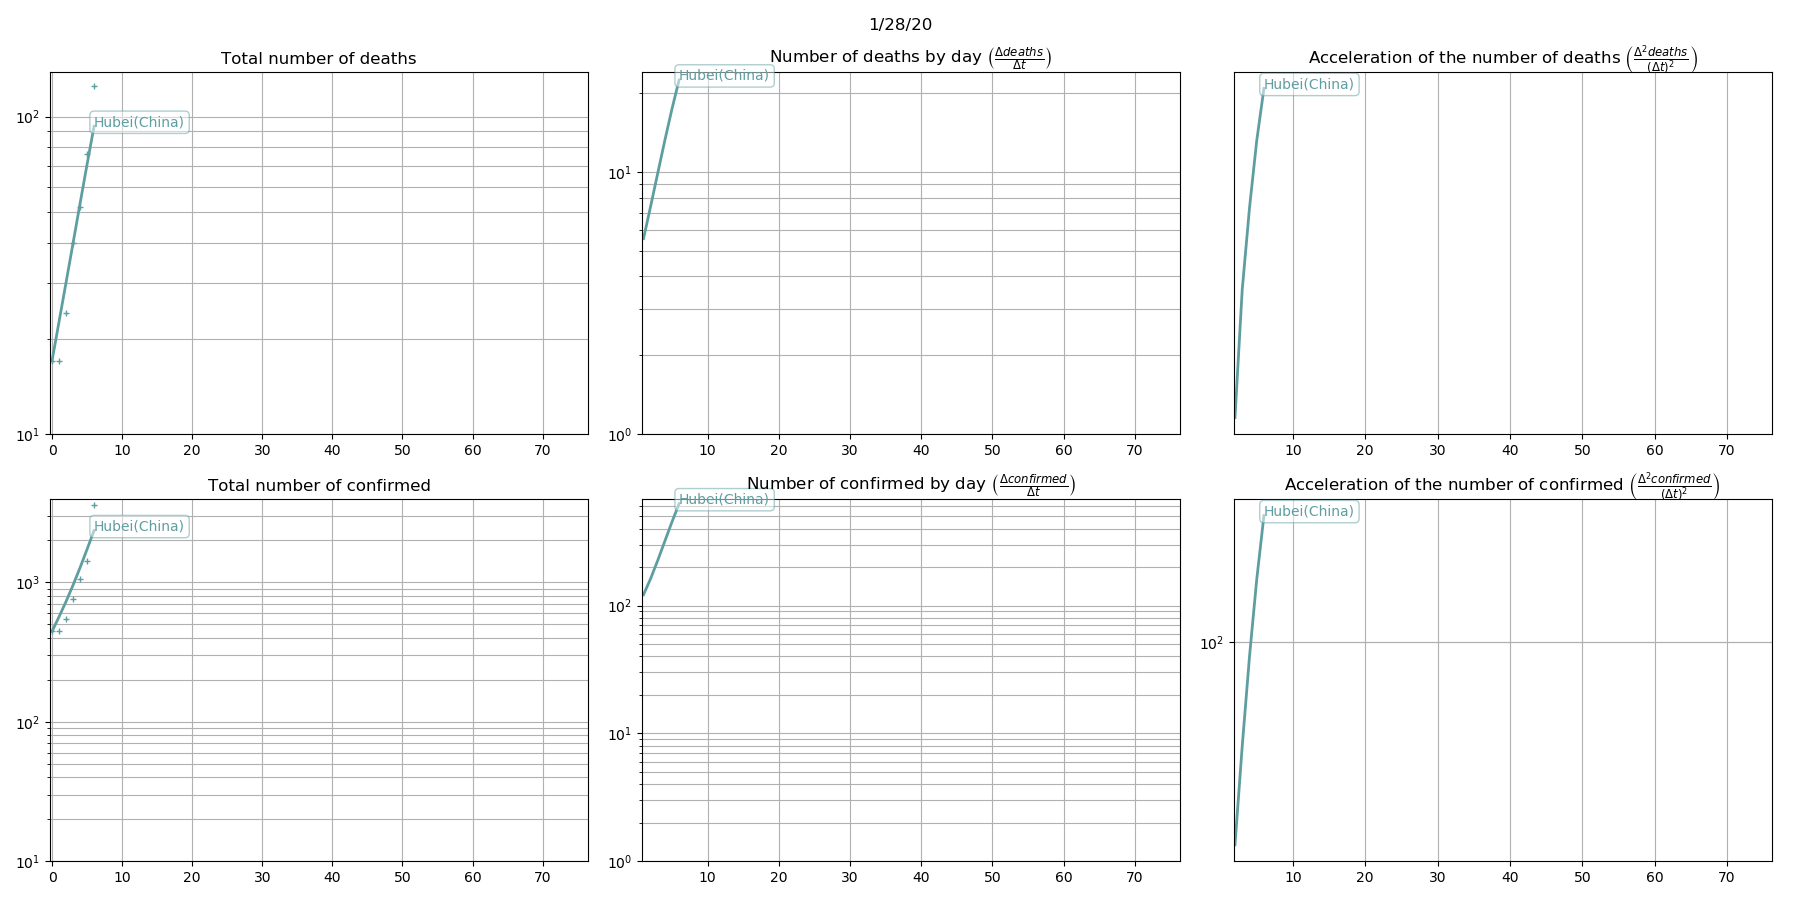 1/28/20
Total number of deaths
Number of deaths by day (Δdeaths/Δt)
Acceleration of the number of deaths (Δ²deaths/(Δt)²)
Hubei(China)
Hubei(China)
Hubei(China)
10²
10¹
10¹
10⁰
0 10 20 30 40 50 60 70
10 20 30 40 50 60 70
10 20 30 40 50 60 70
Total number of confirmed
Number of confirmed by day (Δconfirmed/Δt)
Acceleration of the number of confirmed (Δ²confirmed/(Δt)²)
Hubei(China)
Hubei(China)
Hubei(China)
10³
10²
10¹
10²
10¹
10⁰
10²
0 10 20 30 40 50 60 70
10 20 30 40 50 60 70
10 20 30 40 50 60 70